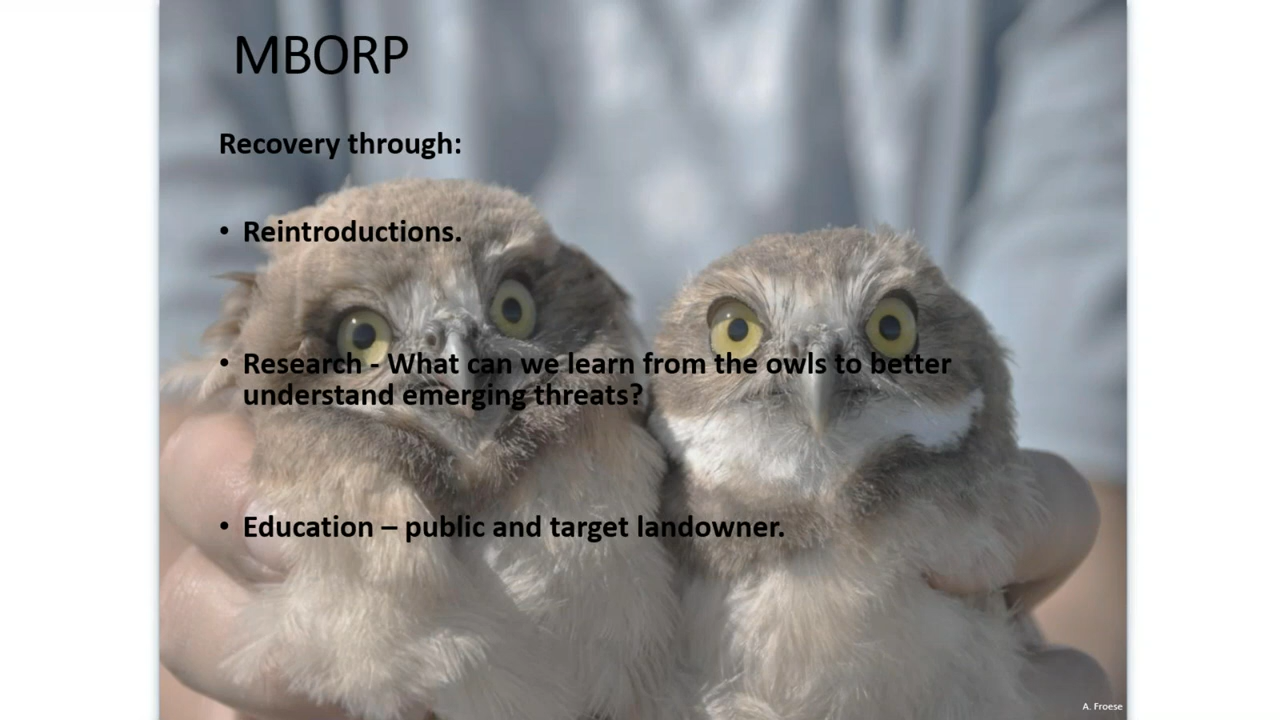 MBORP
Recovery through:
• Reintroductions.
• Research - What can we learn from the owls to better
understand emerging threats?
• Education – public and target landowner.
A. Froese